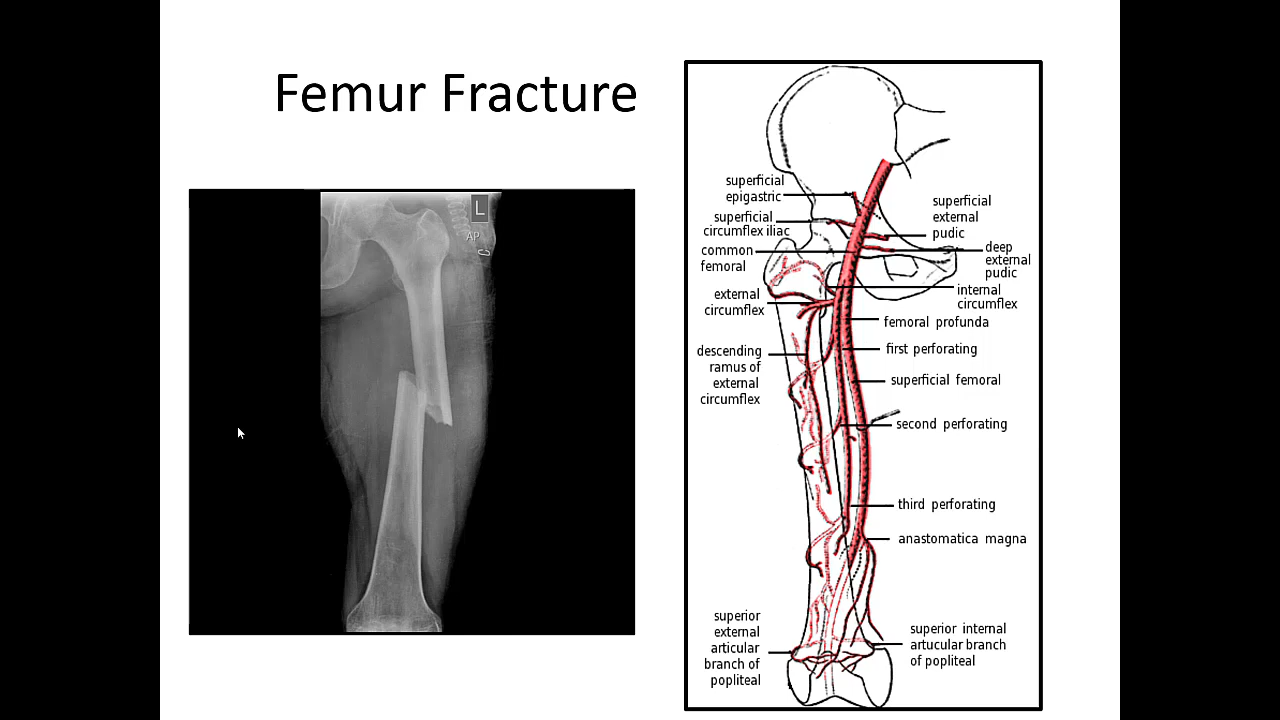 Femur Fracture
L
AP
superficial
epigastric
superficial
circumflex iliac
common
femoral
external
circumflex
descending
ramus of
external
circumflex
superior
external
articular
branch of
popliteal
superficial
external
pudic
deep
external
pudic
internal
circumflex
femoral profunda
first perforating
superficial femoral
second perforating
third perforating
anastomatica magna
superior internal
artucular branch
of popliteal